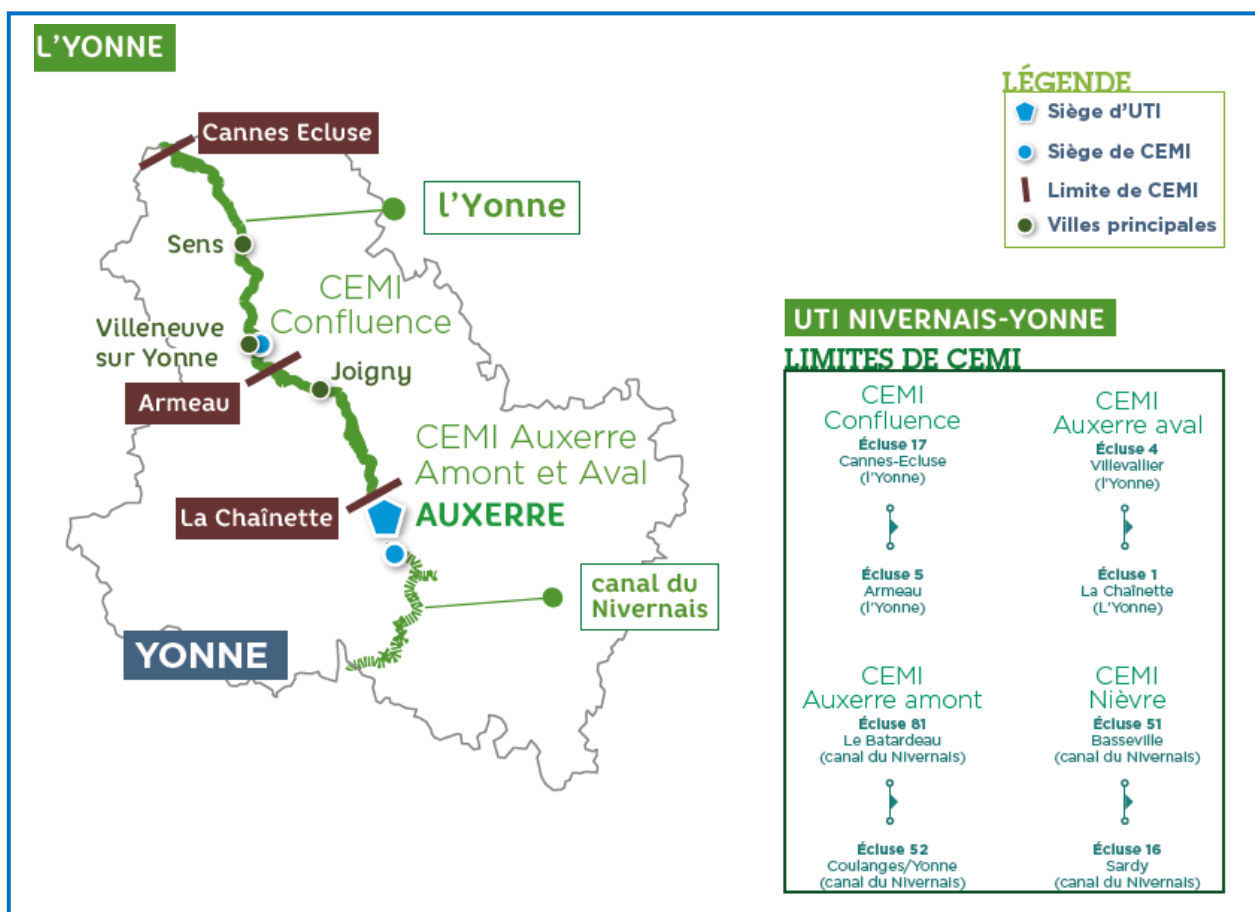 L'YONNE
Cannes Ecluse
l'Yonne
Sens
CEMI
Confluence
Villeneuve
sur Yonne
Joigny
Armeau
CEMI Auxerre
Amont et Aval
La Chaînette
AUXERRE
canal du
Nivernais
YONNE
LÉGENDE
Siège d'UTI
Siège de CEMI
Limite de CEMI
Villes principales
UTI NIVERNAIS-YONNE
LIMITES DE CEMI
CEMI
Confluence
Écluse 17
Cannes-Ecluse
(l'Yonne)
Écluse 5
Armeau
(l'Yonne)
CEMI
Auxerre aval
Écluse 4
Villevallier
(l'Yonne)
Écluse 1
La Chaînette
(L'Yonne)
CEMI
Auxerre amont
Écluse 81
Le Batardeau
(canal du Nivernais)
Écluse 52
Coulanges/Yonne
(canal du Nivernais)
CEMI
Nièvre
Écluse 51
Basseville
(canal du Nivernais)
Écluse 16
Sardy
(canal du Nivernais)